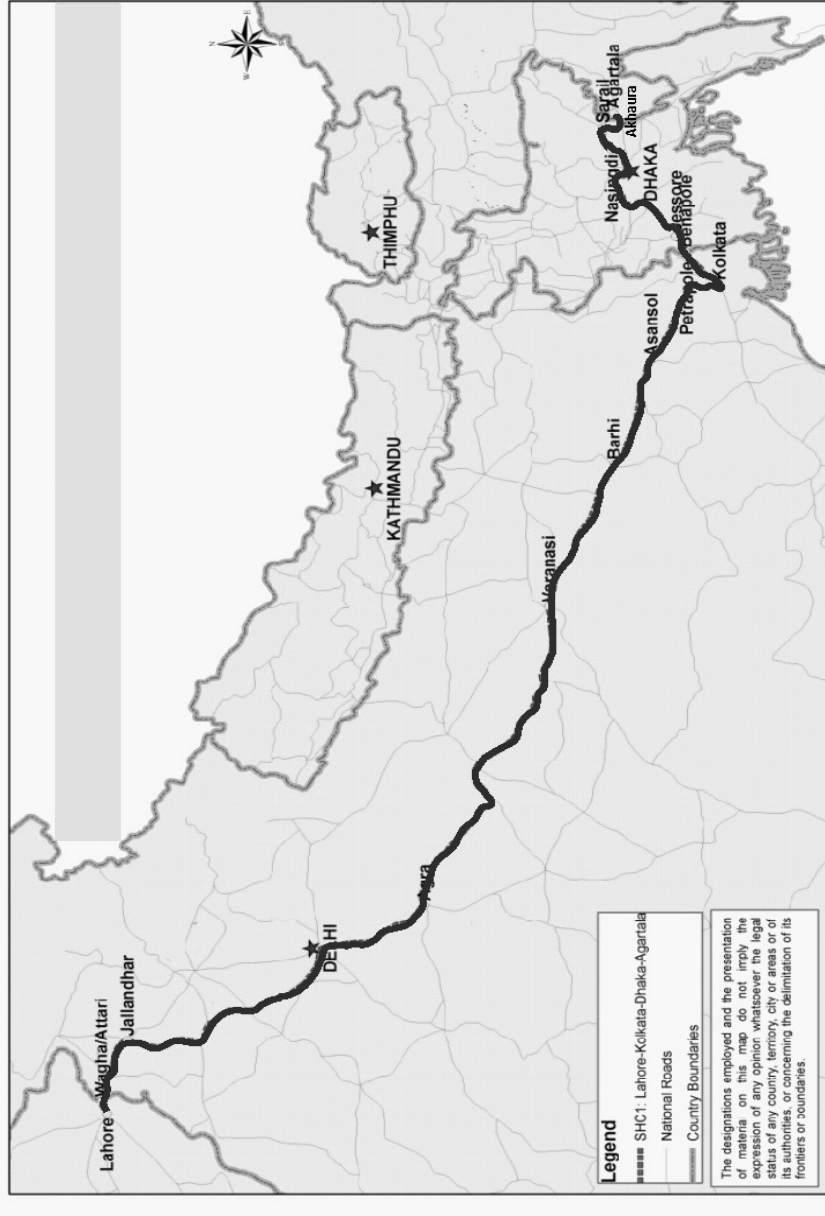 N
E
S
W
Lahore
Wagha/Attari
Jallandhar
DELHI
Agra
Varanasi
Barhi
Asansol
Petrapole
Benapole
Jessore
Kolkata
KATHMANDU
THIMPHU
DHAKA
Nasingdi
Sarail
Agartala
Akhaura
Legend
SHC1: Lahore-Kolkata-Dhaka-Agartala
National Roads
Country Boundaries
The designations employed and the presentation
of materia on this map do not imply the
expression of any opinion whatsoever the legal
status of any country, territory, city or areas or of
its authorities, or concerning the delimitation of its
frontiers or boundaries.